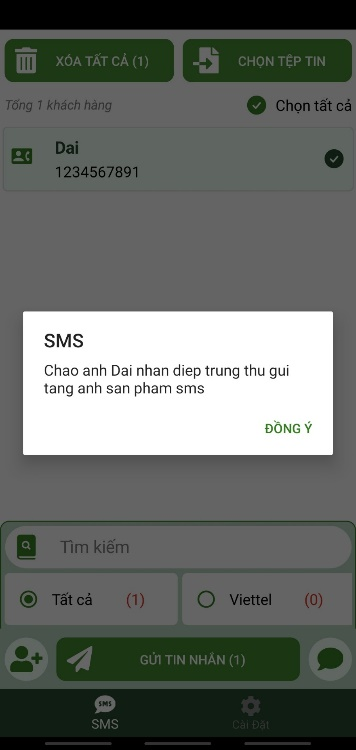 XÓA TẤT CẢ (1)
CHỌN TỆP TIN
Tổng 1 khách hàng
Chọn tất cả
Dai
1234567891
SMS
Chao anh Dai nhan diep trung thu gui
tang anh san pham sms
ĐỒNG Ý
Tìm kiếm
Tất cả (1)
Viettel (0)
GỬI TIN NHẮN (1)
SMS
SMS
Cài Đặt